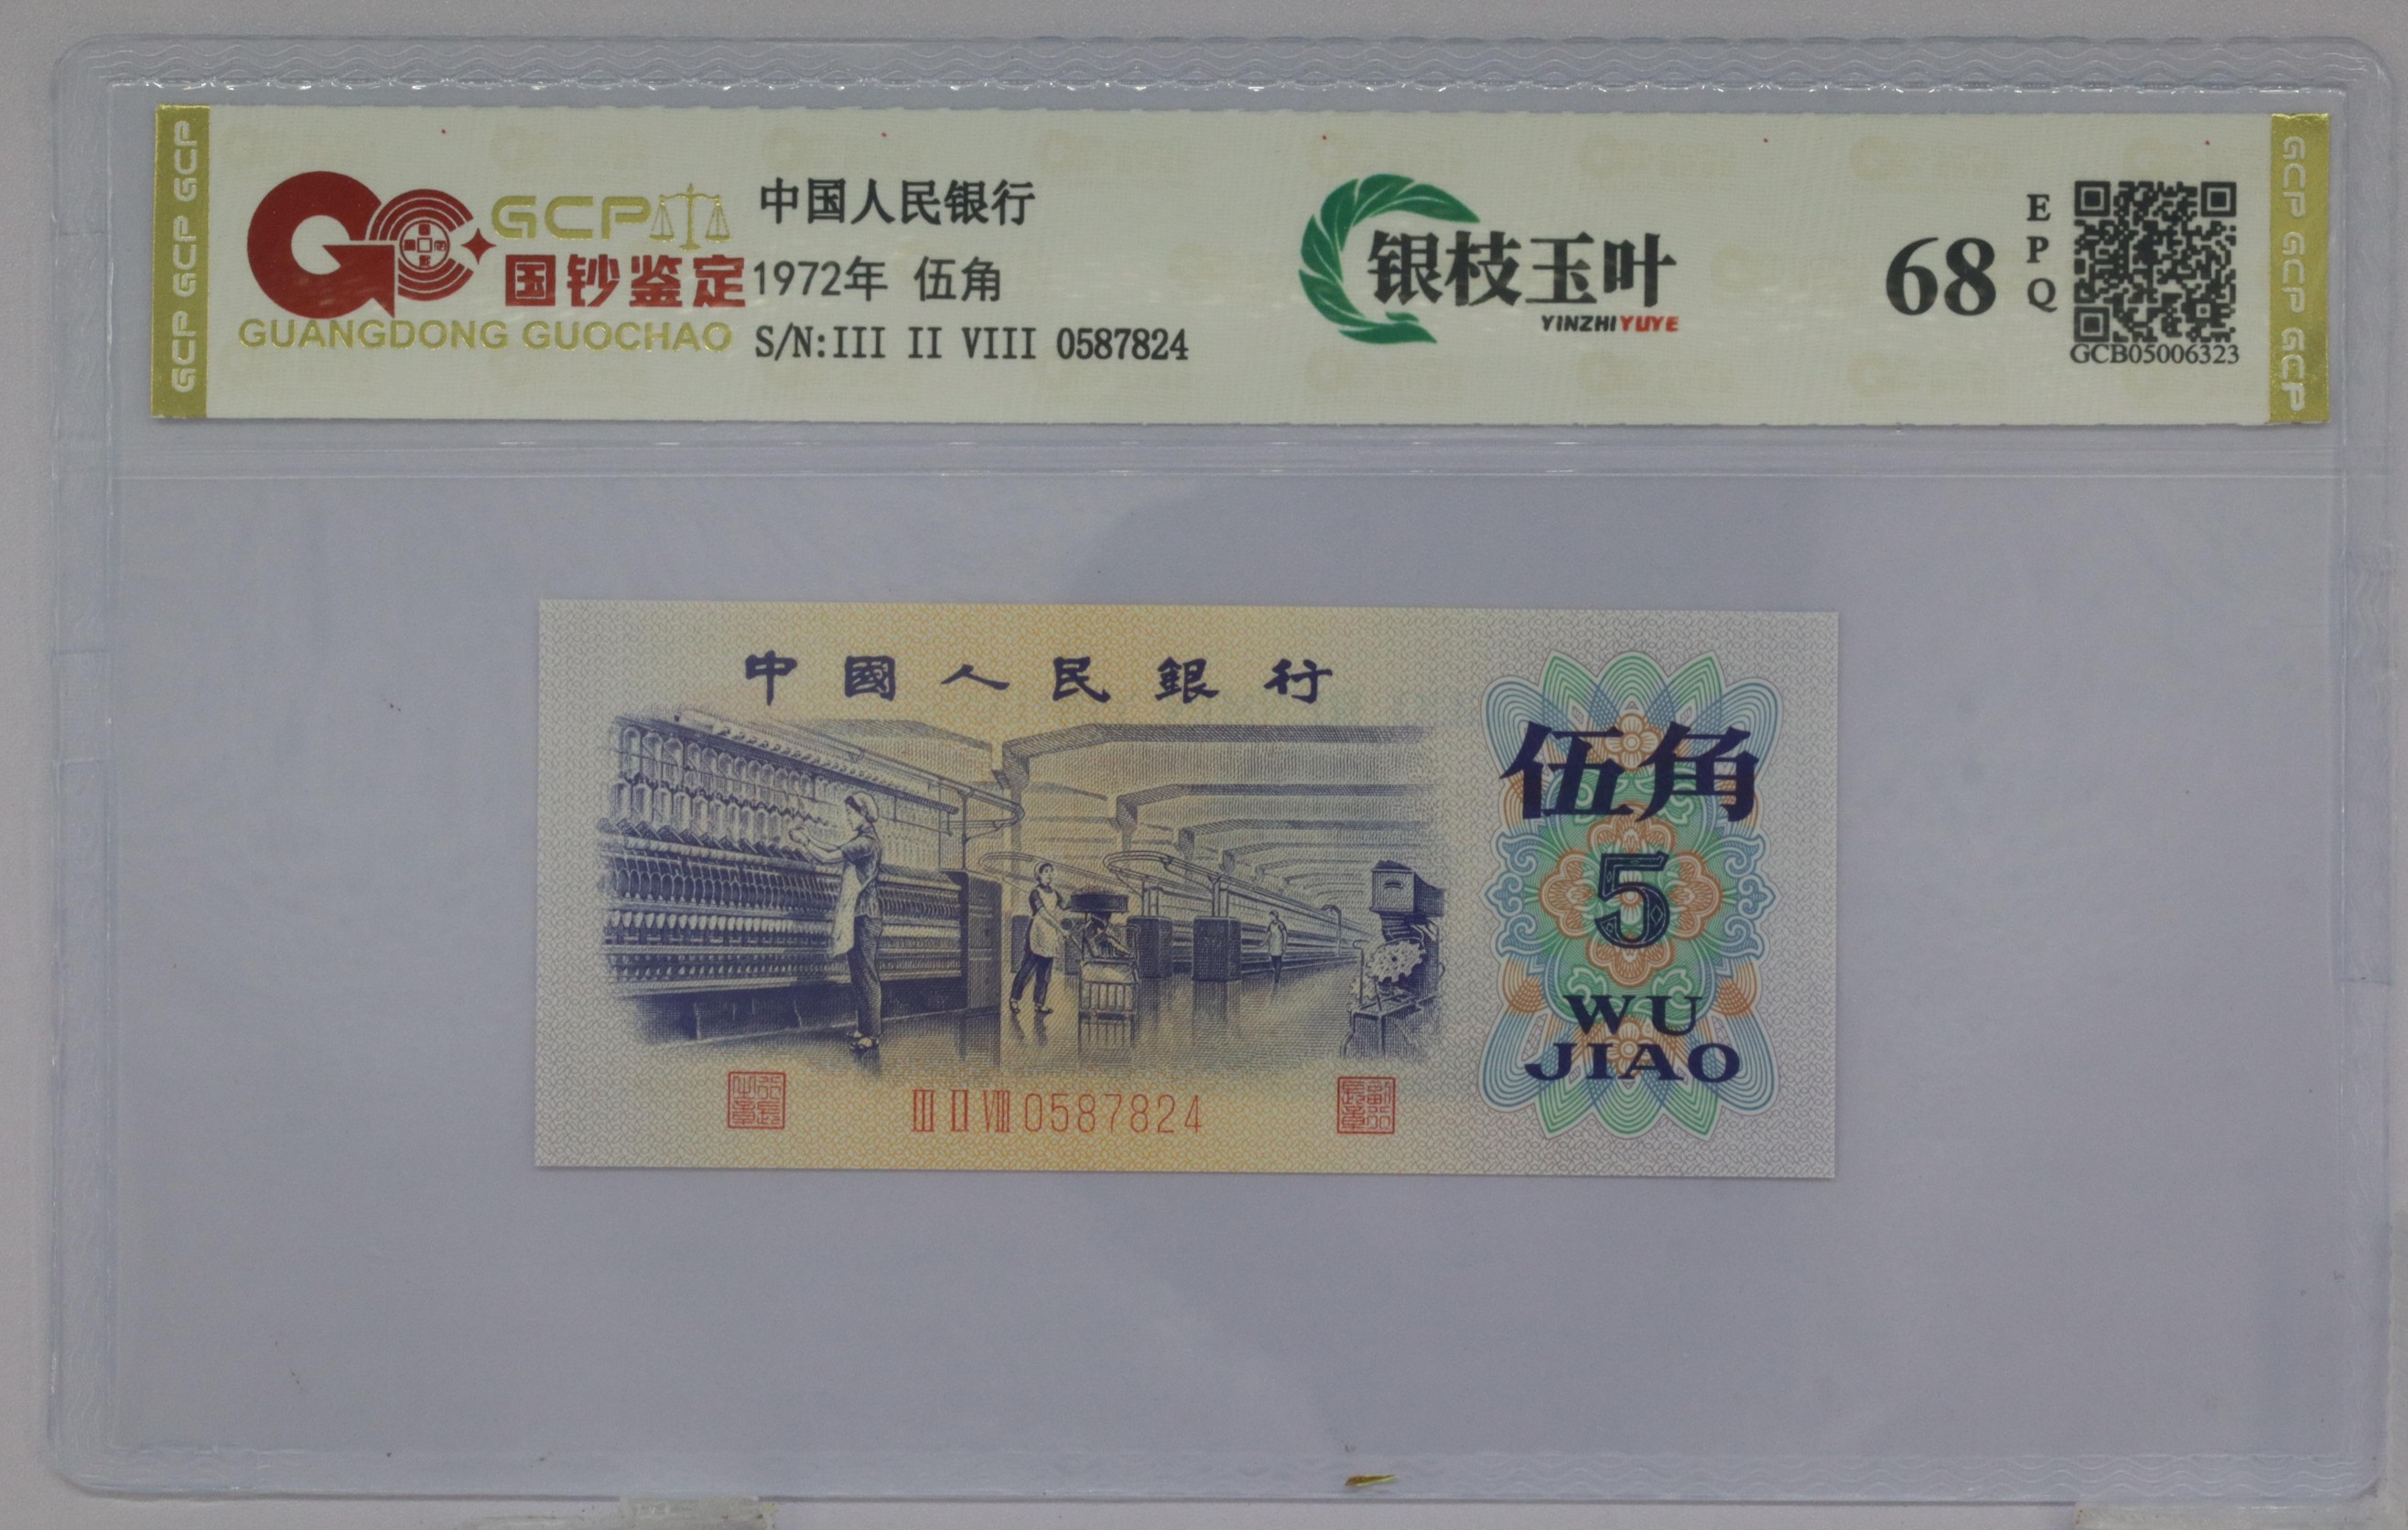 GCP GCP GCP
GCP
国钞鉴定
GUANGDONG GUOCHAO
中国人民银行
1972年 伍角
S/N:III II VIII 0587824
银枝玉叶
YINZHIYUYE
68
EPQ
GCB05006323
GCP GCP GCP
中國人民銀行
伍角
5
WU
JIAO
III II VIII 0587824